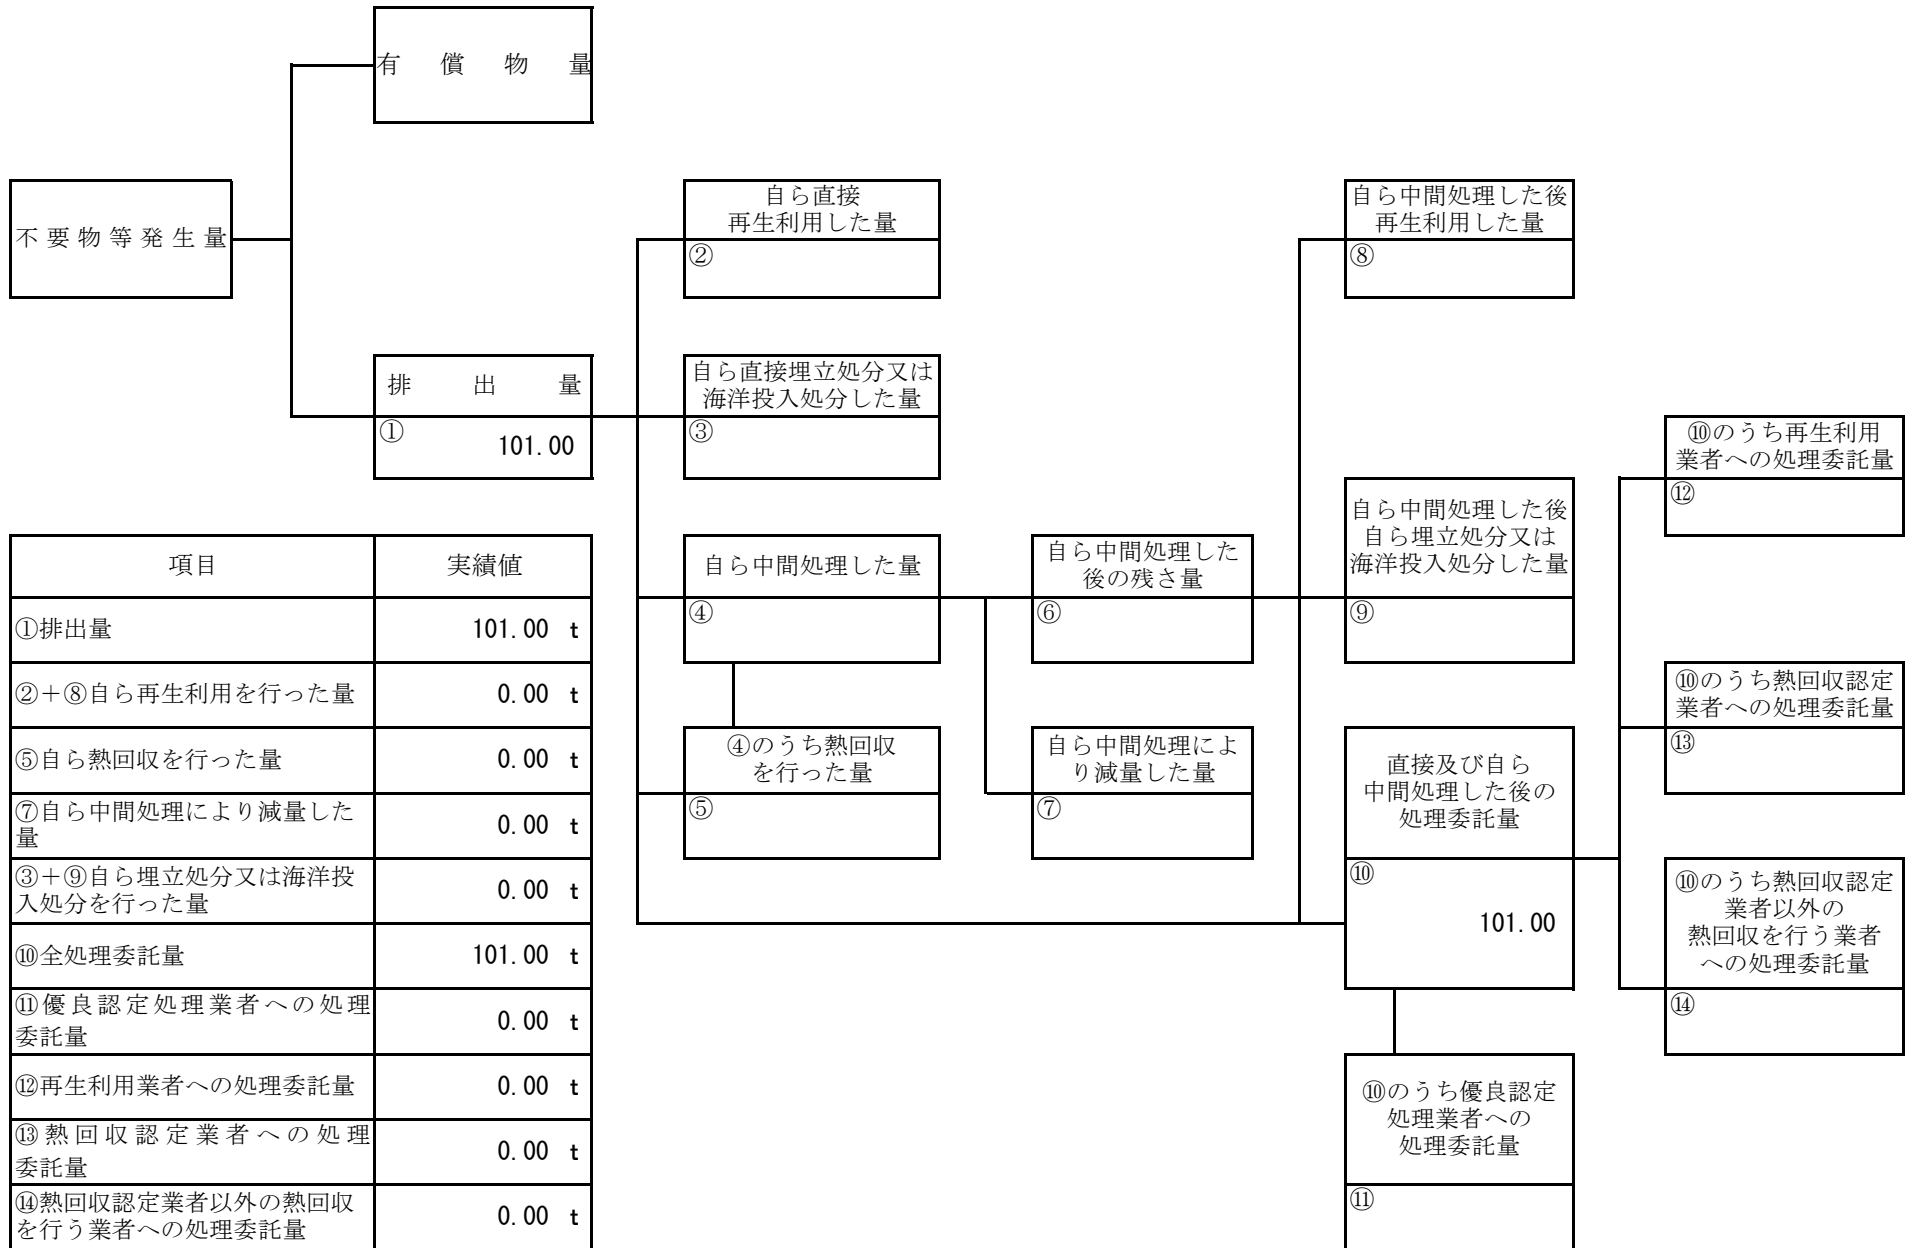 有償物量
不要物等発生量
自ら直接
再生利用した量
②
自ら中間処理した後
再生利用した量
⑧
排出量
①
101.00
自ら直接埋立処分又は
海洋投入処分した量
③
⑩のうち再生利用
業者への処理委託量
⑫
自ら中間処理した量
④
自ら中間処理した
後の残さ量
⑥
自ら中間処理した後
自ら埋立処分又は
海洋投入処分した量
⑨
⑩のうち熱回収認定
業者への処理委託量
⑬
④のうち熱回収
を行った量
⑤
自ら中間処理によ
り減量した量
⑦
直接及び自ら
中間処理した後の
処理委託量
⑩
101.00
⑩のうち熱回収認定
業者以外の
熱回収を行う業者
への処理委託量
⑭
⑩のうち優良認定
処理業者への
処理委託量
⑪
項目 実績値
①排出量 101.00 t
②＋⑧自ら再生利用を行った量 0.00 t
⑤自ら熱回収を行った量 0.00 t
⑦自ら中間処理により減量した
量 0.00 t
③＋⑨自ら埋立処分又は海洋投
入処分を行った量 0.00 t
⑩全処理委託量 101.00 t
⑪優良認定処理業者への処理
委託量 0.00 t
⑫再生利用業者への処理委託量 0.00 t
⑬熱回収認定業者への処理
委託量 0.00 t
⑭熱回収認定業者以外の熱回収
を行う業者への処理委託量 0.00 t